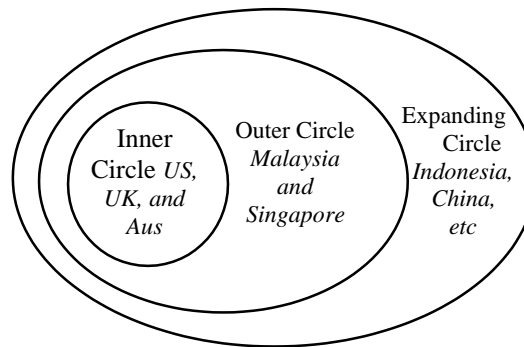 Inner
Circle US,
UK, and
Aus
Outer Circle
Malaysia
and
Singapore
Expanding
Circle
Indonesia,
China,
etc